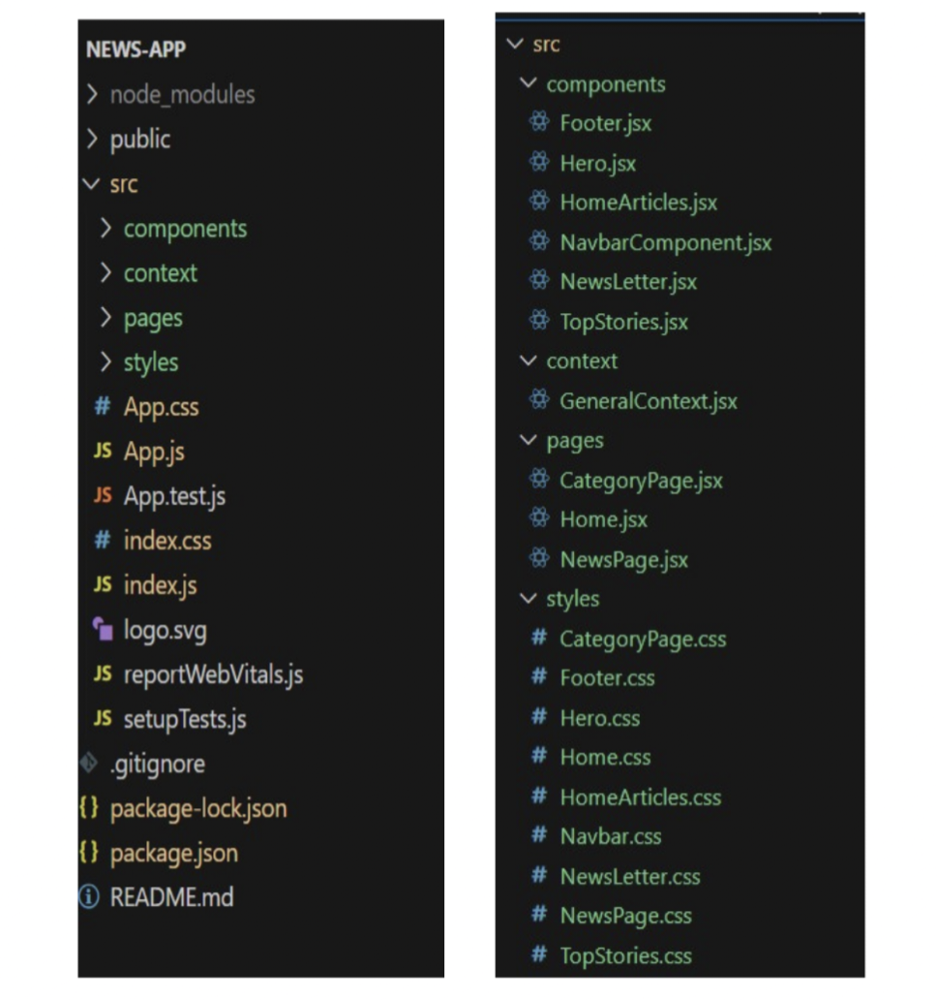 NEWS-APP
node_modules
public
src
components
context
pages
styles
# App.css
JS App.js
JS App.test.js
# index.css
JS index.js
logo.svg
JS reportWebVitals.js
JS setupTests.js
.gitignore
{} package-lock.json
{} package.json
README.md
src
components
Footer.jsx
Hero.jsx
HomeArticles.jsx
NavbarComponent.jsx
NewsLetter.jsx
TopStories.jsx
context
GeneralContext.jsx
pages
CategoryPage.jsx
Home.jsx
NewsPage.jsx
styles
# CategoryPage.css
# Footer.css
# Hero.css
# Home.css
# HomeArticles.css
# Navbar.css
# NewsLetter.css
# NewsPage.css
# TopStories.css